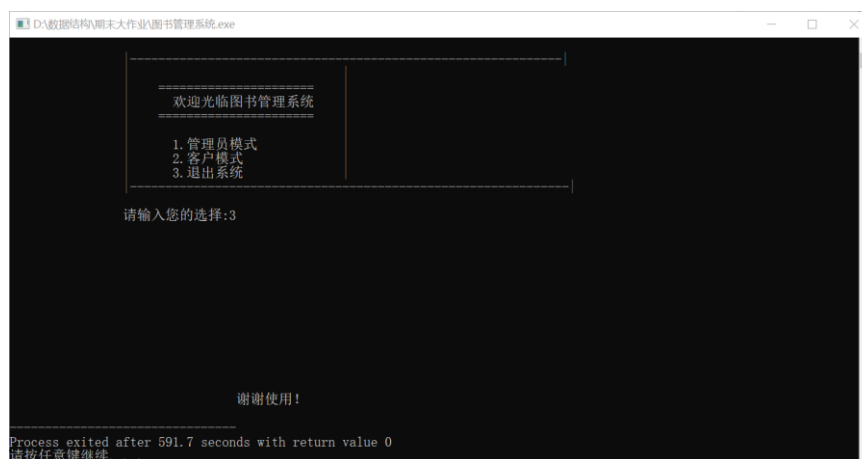 D:\数据结构\期末大作业\图书管理系统.exe
|-------------------------------------------------------------|
======================
欢迎光临图书管理系统
======================
1.管理员模式
2.客户模式
3.退出系统
|--------------------------------------------------------------|
请输入您的选择:3
谢谢使用!
--------------------------------
Process exited after 591.7 seconds with return value 0
请按任意键继续. . .